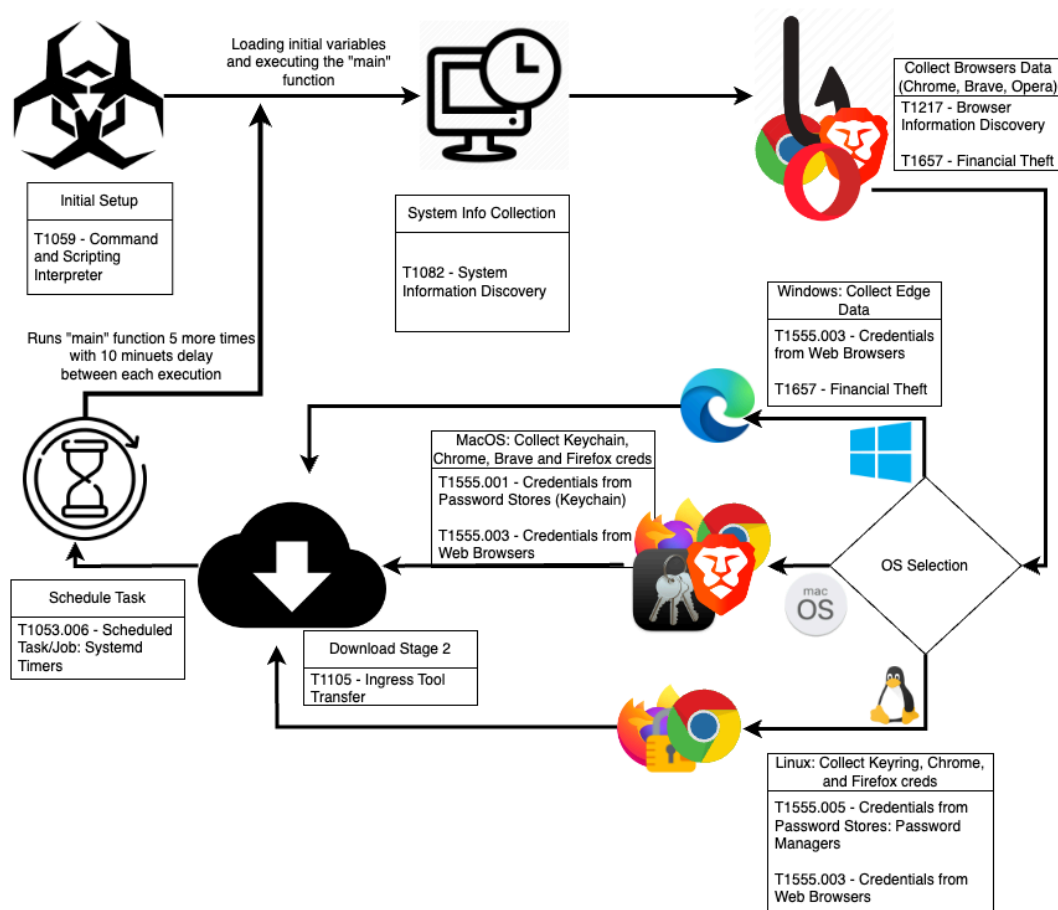 Loading initial variables
and executing the "main"
function
Collect Browsers Data
(Chrome, Brave, Opera)
T1217 - Browser
Information Discovery
T1657 - Financial Theft
Initial Setup
T1059 - Command
and Scripting
Interpreter
System Info Collection
T1082 - System
Information Discovery
Runs "main" function 5 more times
with 10 minuets delay
between each execution
Windows: Collect Edge
Data
T1555.003 - Credentials
from Web Browsers
T1657 - Financial Theft
MacOS: Collect Keychain,
Chrome, Brave and Firefox creds
T1555.001 - Credentials from
Password Stores (Keychain)
T1555.003 - Credentials from
Web Browsers
OS Selection
mac
OS
Schedule Task
T1053.006 - Scheduled
Task/Job: Systemd
Timers
Download Stage 2
T1105 - Ingress Tool
Transfer
Linux: Collect Keyring, Chrome,
and Firefox creds
T1555.005 - Credentials from
Password Stores: Password
Managers
T1555.003 - Credentials from
Web Browsers